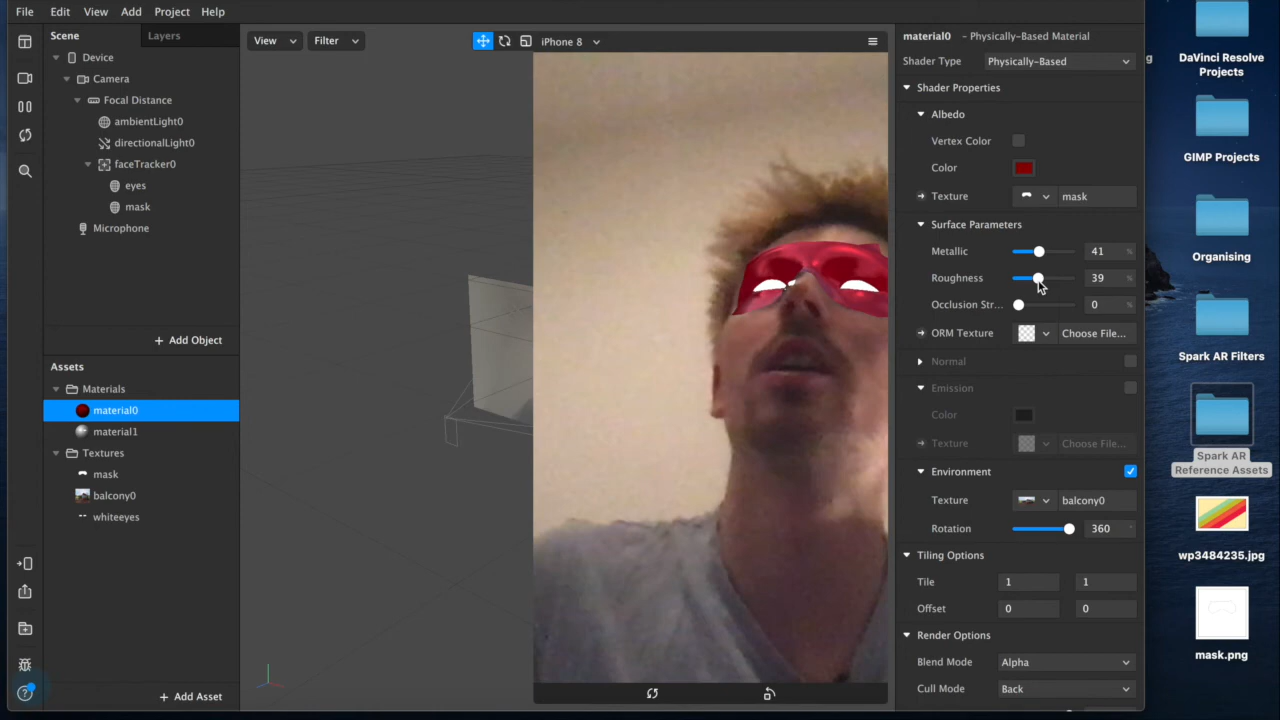 File Edit View Add Project Help
Scene Layers
Device
Camera
Focal Distance
ambientLight0
directionalLight0
faceTracker0
eyes
mask
Microphone
+ Add Object
Assets
Materials
material0
material1
Textures
mask
balcony0
whiteeyes
+ Add Asset
View Filter iPhone 8
material0 - Physically-Based Material
Shader Type Physically-Based
Shader Properties
Albedo
Vertex Color
Color
Texture mask
Surface Parameters
Metallic 41 %
Roughness 39 %
Occlusion Str... 0 %
ORM Texture Choose File...
Normal
Emission
Color
Texture Choose File...
Environment
Texture balcony0
Rotation 360 °
Tiling Options
Tile 1 1
Offset 0 0
Render Options
Blend Mode Alpha
Cull Mode Back
DaVinci Resolve
Projects
GIMP Projects
Organising
Spark AR Filters
Spark AR
Reference Assets
wp3484235.jpg
mask.png